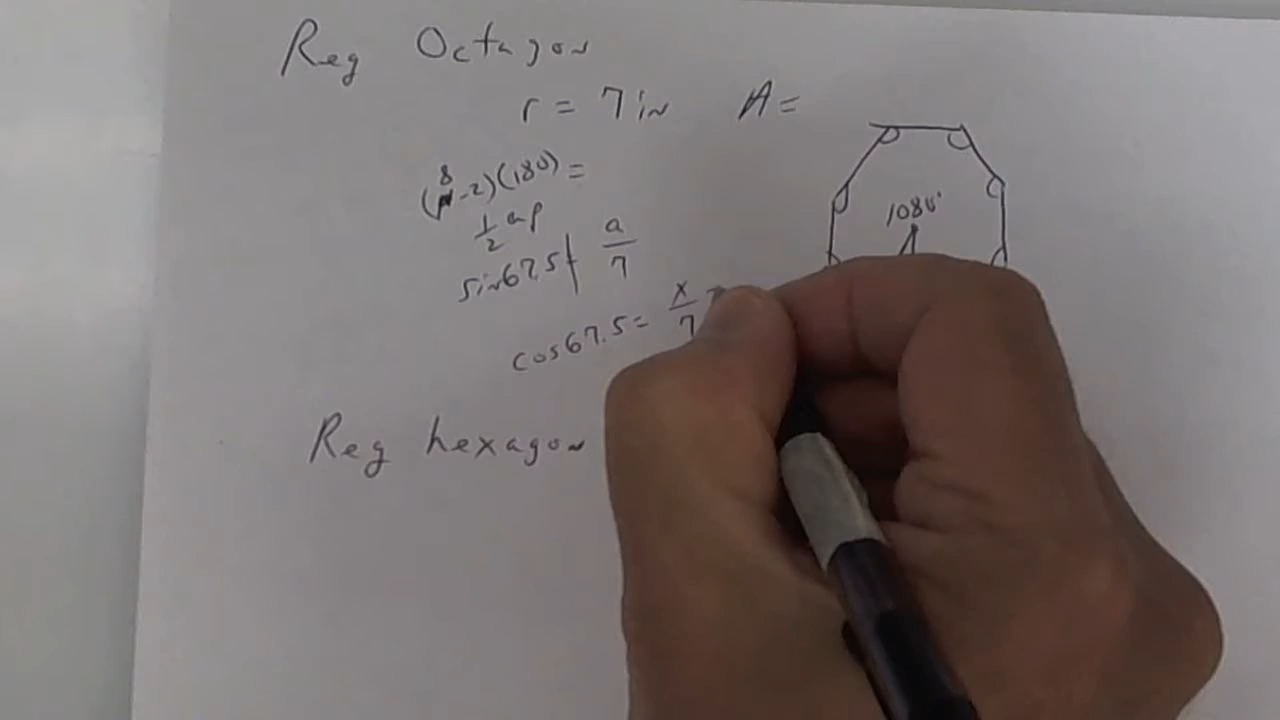 Reg Octagon
r = 7in A=
(8-2)(180)=
1/2 ap
sin67.5 = a/7
cos67.5 = x/7
1080°
Reg hexagon